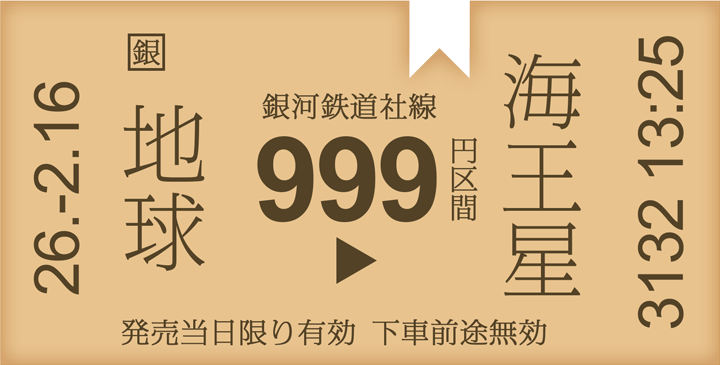 26.-2.16
銀
地球
銀河鉄道社線
999
円区間
▶
海王星
3132 13:25
発売当日限り有効 下車前途無効